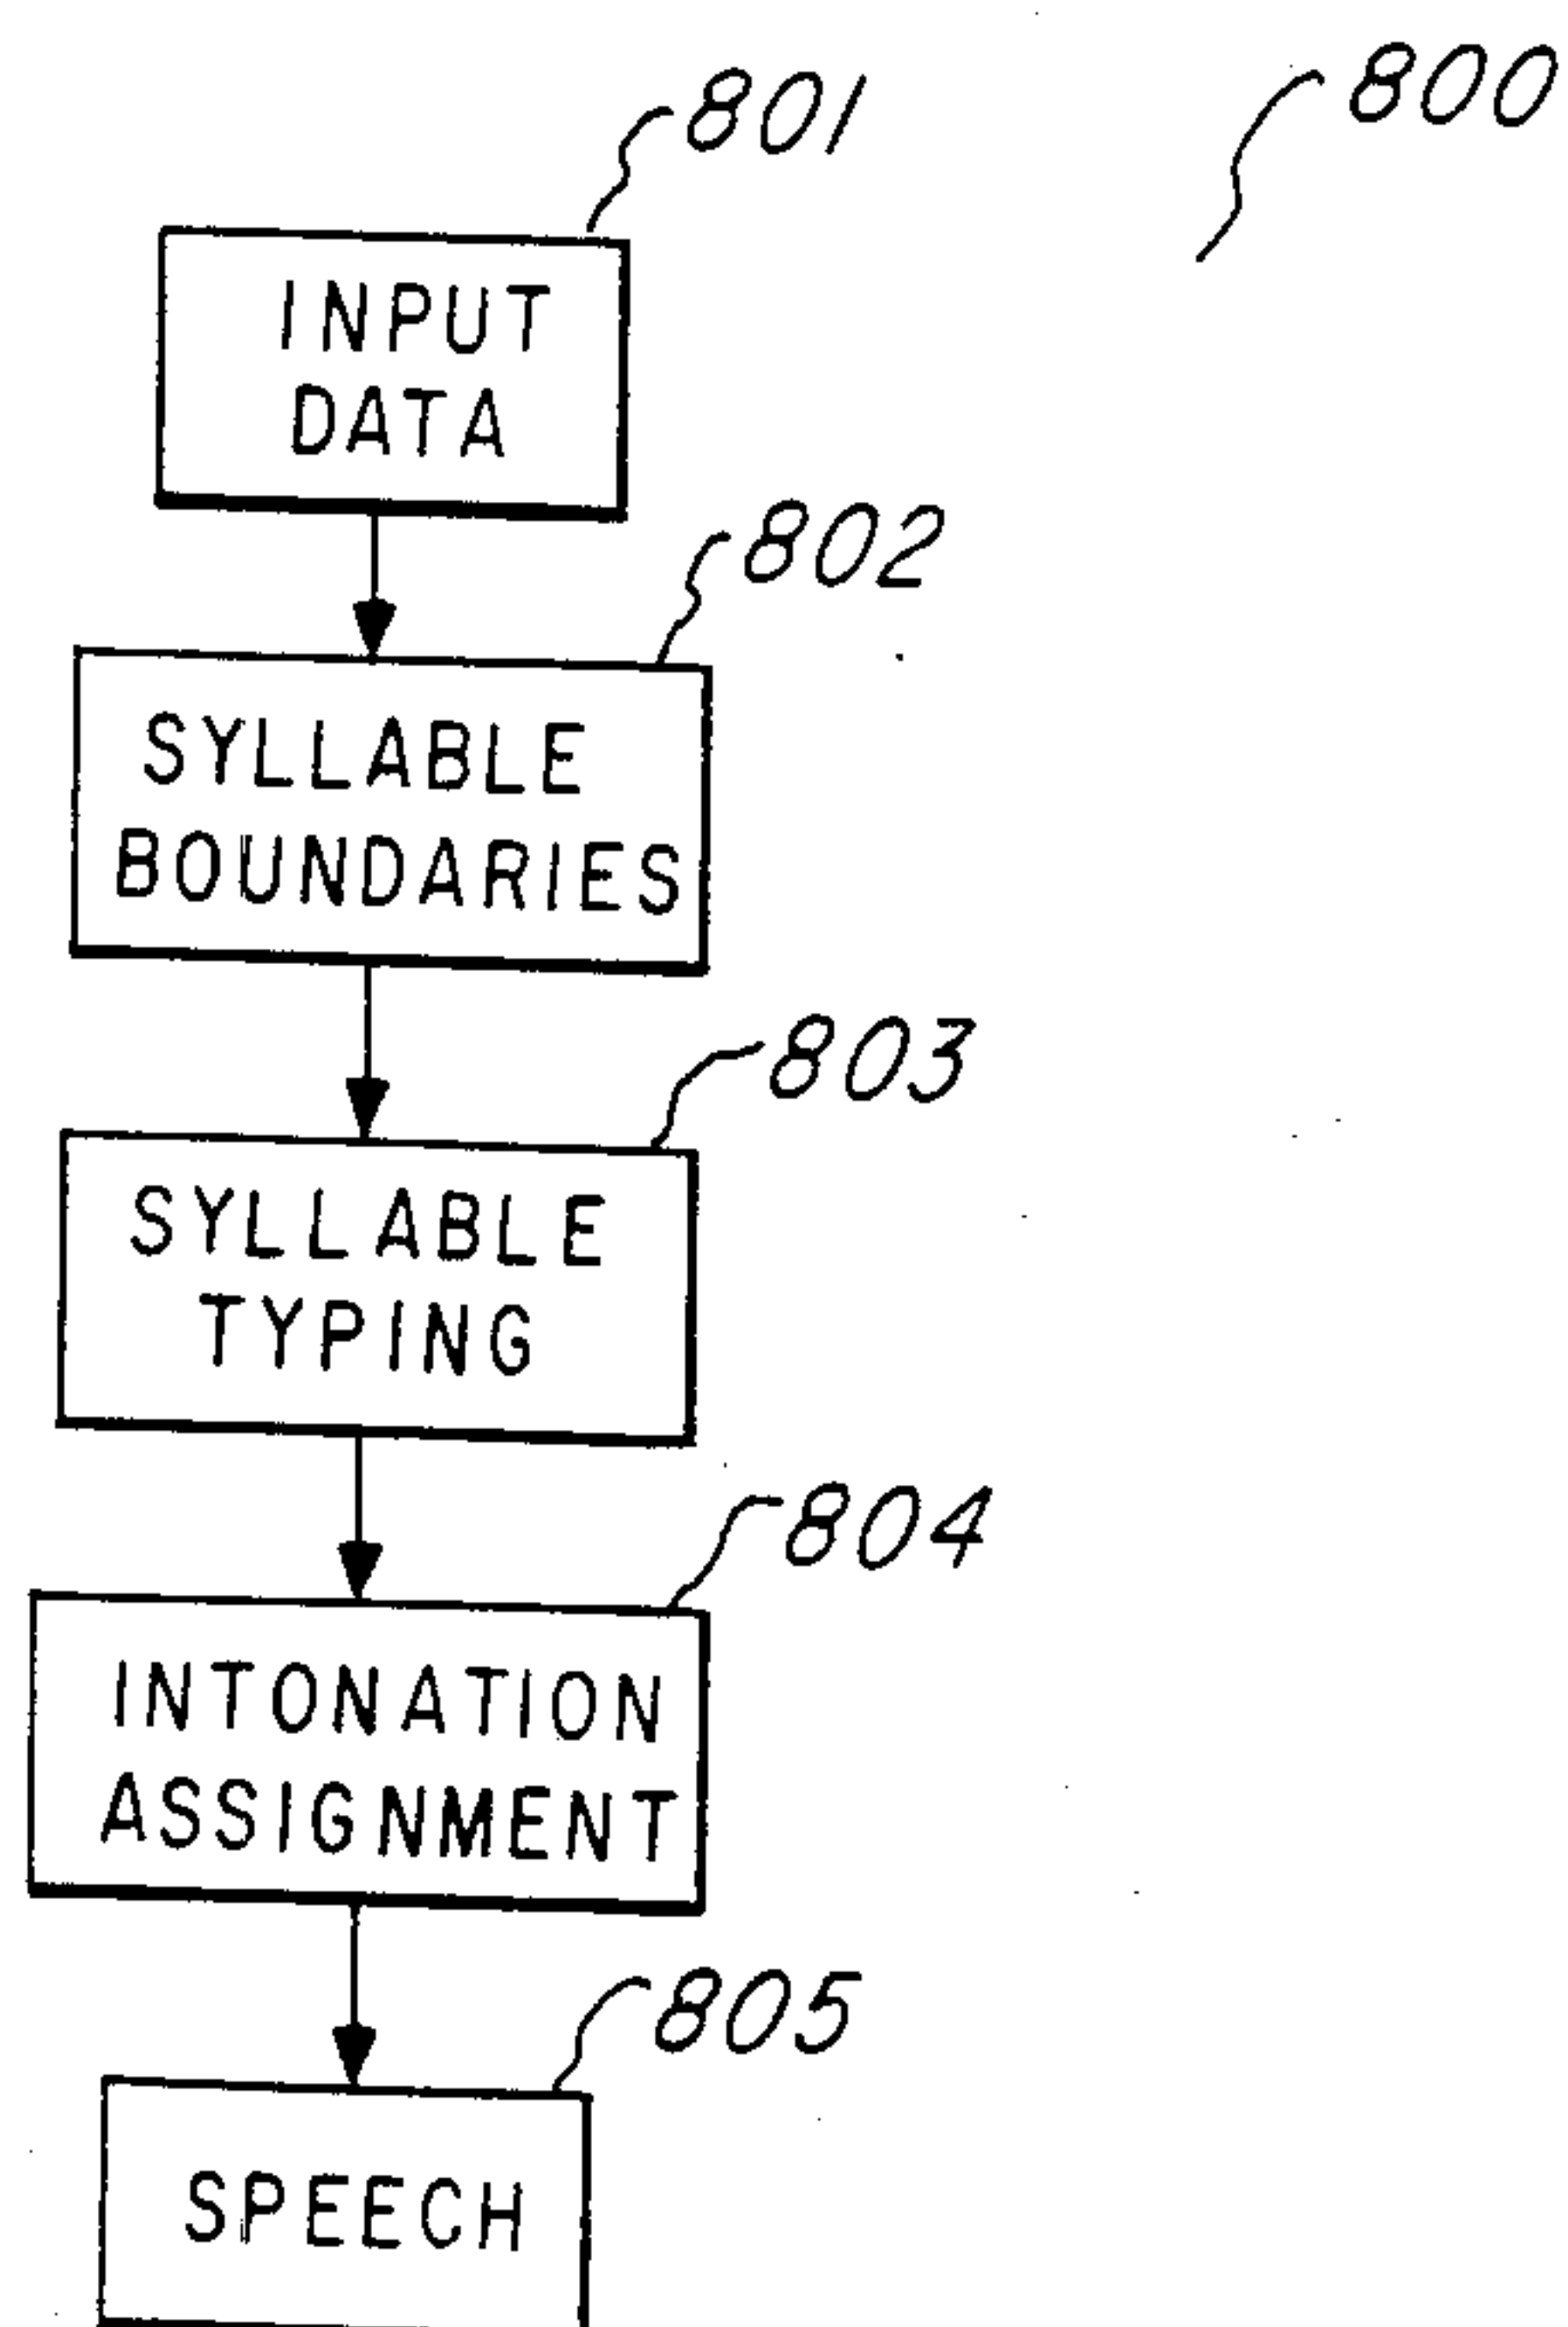 801
800
INPUT
DATA
802
SYLLABLE
BOUNDARIES
803
SYLLABLE
TYPING
804
INTONATION
ASSIGNMENT
805
SPEECH